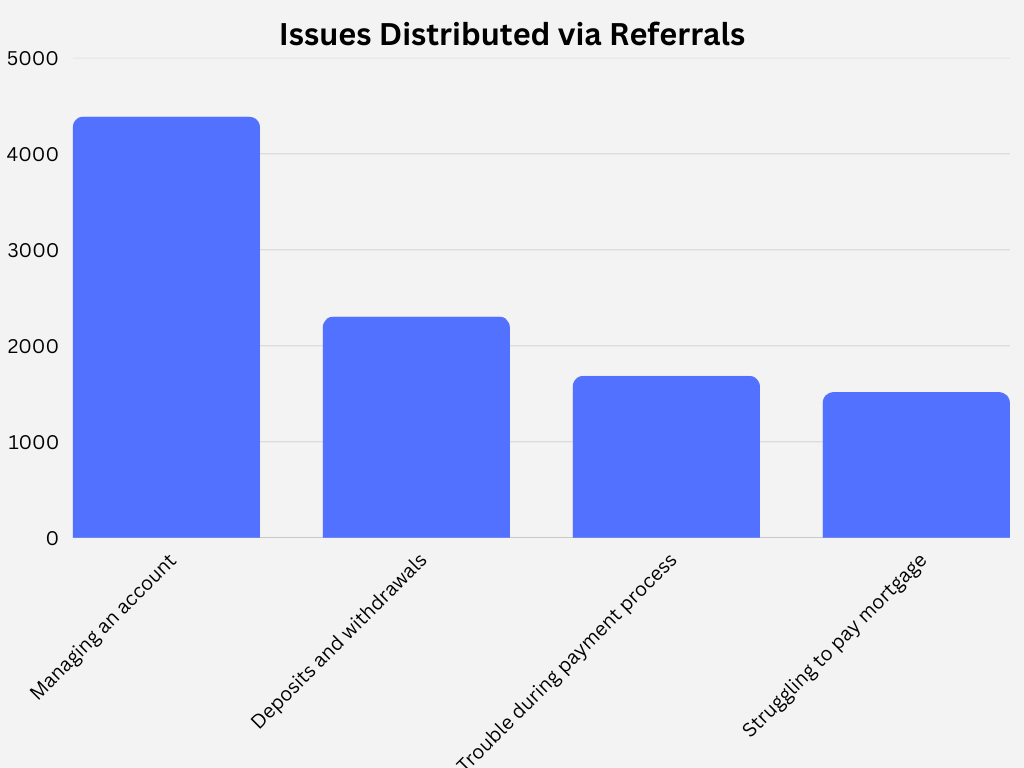 Issues Distributed via Referrals
5000
4000
3000
2000
1000
0
Managing an account
Deposits and withdrawals
Trouble during payment process
Struggling to pay mortgage